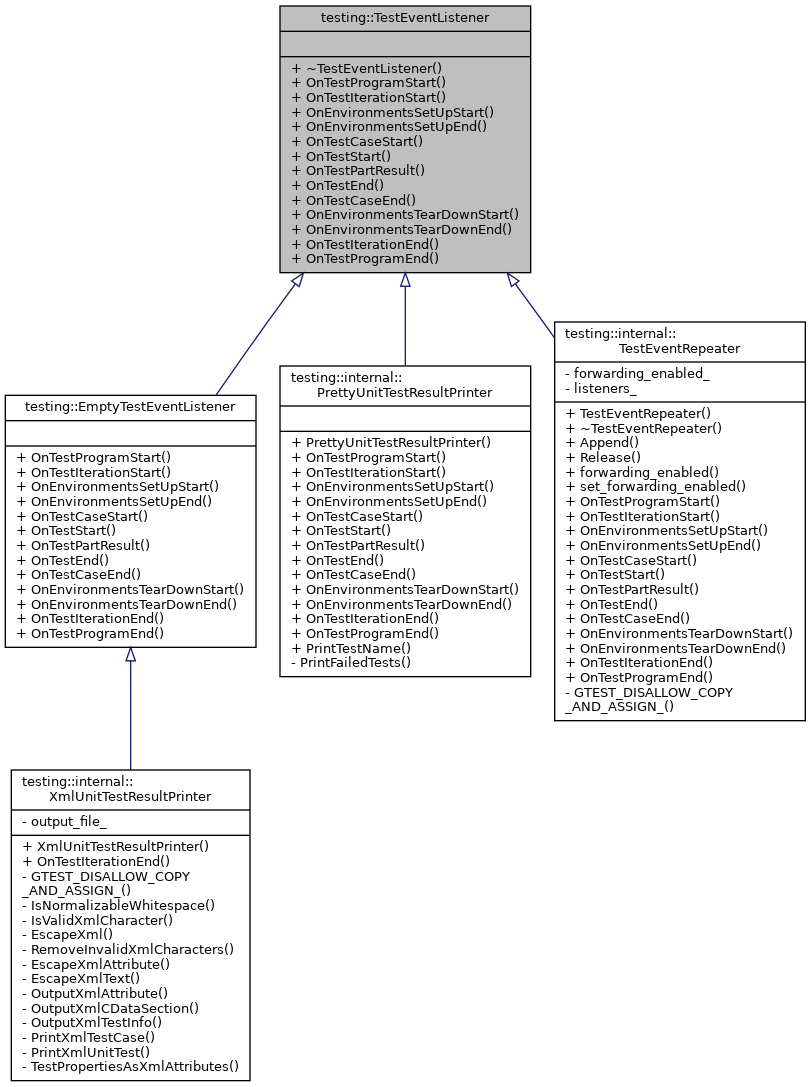 testing::TestEventListener
+ ~TestEventListener()
+ OnTestProgramStart()
+ OnTestIterationStart()
+ OnEnvironmentsSetUpStart()
+ OnEnvironmentsSetUpEnd()
+ OnTestCaseStart()
+ OnTestStart()
+ OnTestPartResult()
+ OnTestEnd()
+ OnTestCaseEnd()
+ OnEnvironmentsTearDownStart()
+ OnEnvironmentsTearDownEnd()
+ OnTestIterationEnd()
+ OnTestProgramEnd()
testing::EmptyTestEventListener
+ OnTestProgramStart()
+ OnTestIterationStart()
+ OnEnvironmentsSetUpStart()
+ OnEnvironmentsSetUpEnd()
+ OnTestCaseStart()
+ OnTestStart()
+ OnTestPartResult()
+ OnTestEnd()
+ OnTestCaseEnd()
+ OnEnvironmentsTearDownStart()
+ OnEnvironmentsTearDownEnd()
+ OnTestIterationEnd()
+ OnTestProgramEnd()
testing::internal::
PrettyUnitTestResultPrinter
+ PrettyUnitTestResultPrinter()
+ OnTestProgramStart()
+ OnTestIterationStart()
+ OnEnvironmentsSetUpStart()
+ OnEnvironmentsSetUpEnd()
+ OnTestCaseStart()
+ OnTestStart()
+ OnTestPartResult()
+ OnTestEnd()
+ OnTestCaseEnd()
+ OnEnvironmentsTearDownStart()
+ OnEnvironmentsTearDownEnd()
+ OnTestIterationEnd()
+ OnTestProgramEnd()
+ PrintTestName()
- PrintFailedTests()
testing::internal::
TestEventRepeater
- forwarding_enabled_
- listeners_
+ TestEventRepeater()
+ ~TestEventRepeater()
+ Append()
+ Release()
+ forwarding_enabled()
+ set_forwarding_enabled()
+ OnTestProgramStart()
+ OnTestIterationStart()
+ OnEnvironmentsSetUpStart()
+ OnEnvironmentsSetUpEnd()
+ OnTestCaseStart()
+ OnTestStart()
+ OnTestPartResult()
+ OnTestEnd()
+ OnTestCaseEnd()
+ OnEnvironmentsTearDownStart()
+ OnEnvironmentsTearDownEnd()
+ OnTestIterationEnd()
+ OnTestProgramEnd()
- GTEST_DISALLOW_COPY
_AND_ASSIGN_()
testing::internal::
XmlUnitTestResultPrinter
- output_file_
+ XmlUnitTestResultPrinter()
+ OnTestIterationEnd()
- GTEST_DISALLOW_COPY
_AND_ASSIGN_()
- IsNormalizableWhitespace()
- IsValidXmlCharacter()
- EscapeXml()
- RemoveInvalidXmlCharacters()
- EscapeXmlAttribute()
- EscapeXmlText()
- OutputXmlAttribute()
- OutputXmlCDataSection()
- OutputXmlTestInfo()
- PrintXmlTestCase()
- PrintXmlUnitTest()
- TestPropertiesAsXmlAttributes()